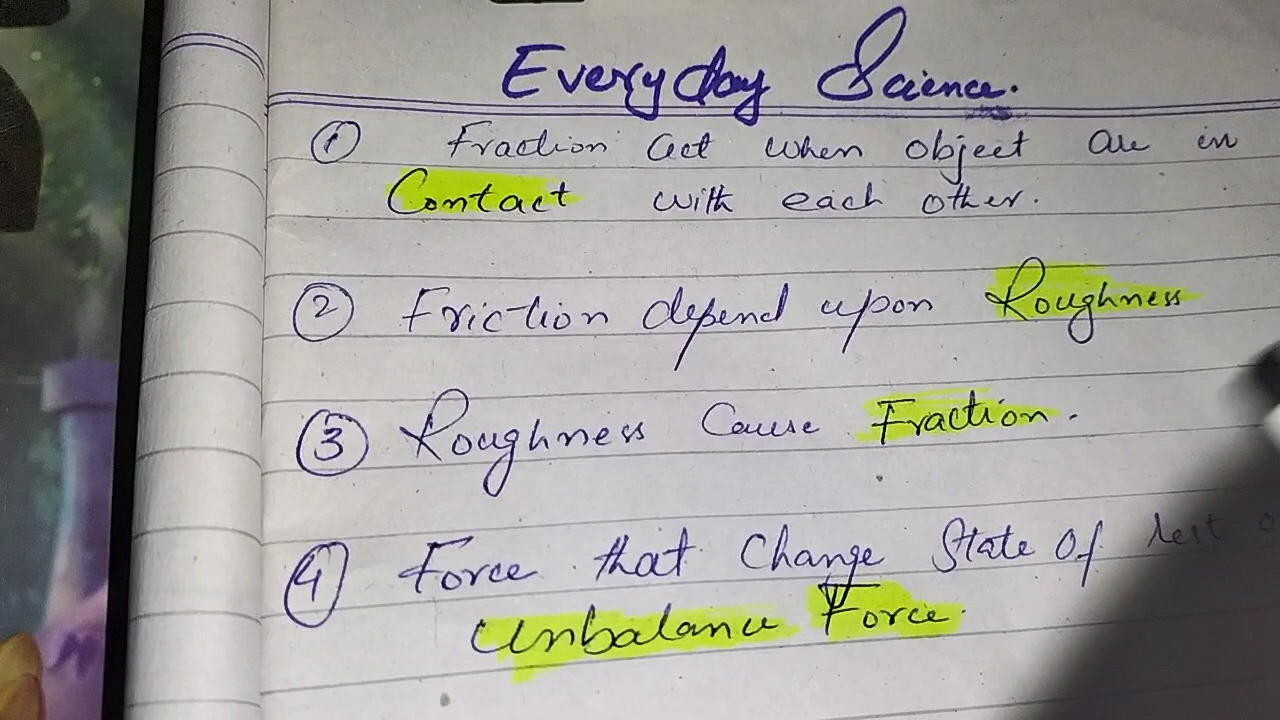 Everyday Science.
① Fraction act when object are in
Contact with each other.
② Friction depend upon Roughness
③ Roughness Cause Fraction.
④ Force that Change State Of rest
Unbalance Force.